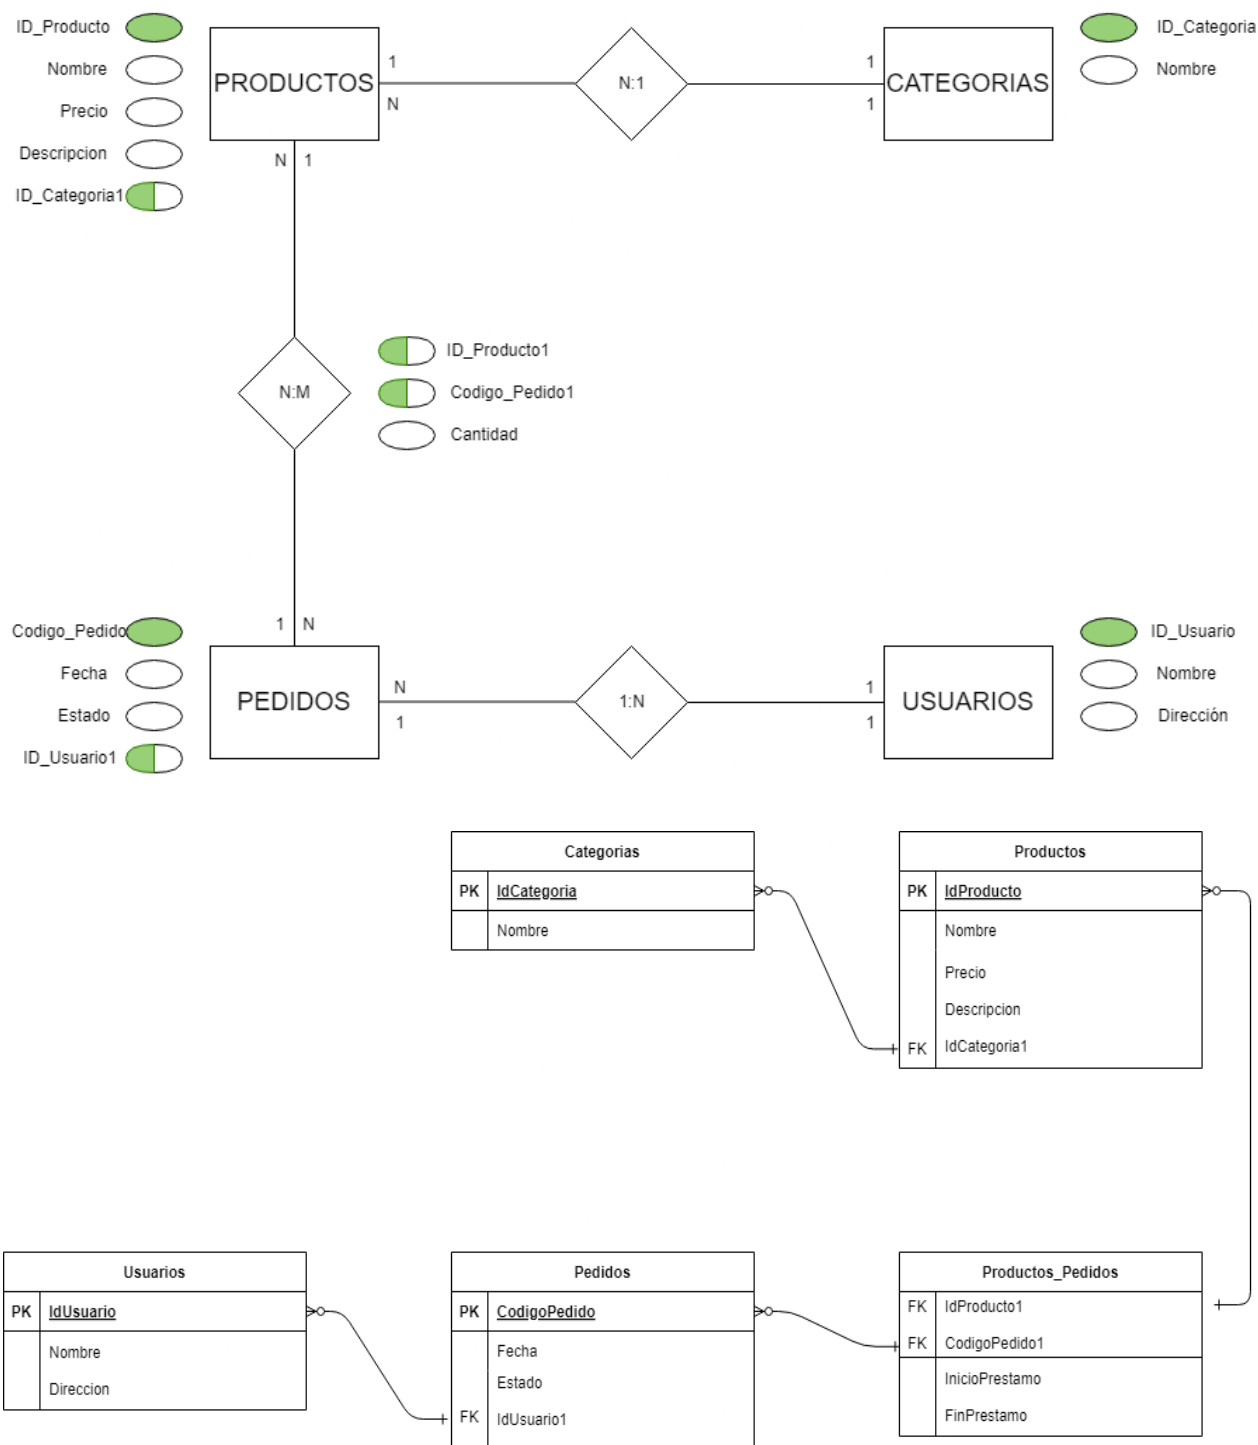 ID_Producto
Nombre
Precio
Descripcion
ID_Categoria1
PRODUCTOS
1
N
N:1
1
1
CATEGORIAS
ID_Categoria
Nombre
N 1
N:M
ID_Producto1
Codigo_Pedido1
Cantidad
1 N
Codigo_Pedido
Fecha
Estado
ID_Usuario1
PEDIDOS
N
1
1:N
1
1
USUARIOS
ID_Usuario
Nombre
Dirección
Categorias
PK IdCategoria
Nombre
Productos
PK IdProducto
Nombre
Precio
Descripcion
FK IdCategoria1
Usuarios
PK IdUsuario
Nombre
Direccion
Pedidos
PK CodigoPedido
Fecha
Estado
FK IdUsuario1
Productos_Pedidos
FK IdProducto1
FK CodigoPedido1
InicioPrestamo
FinPrestamo